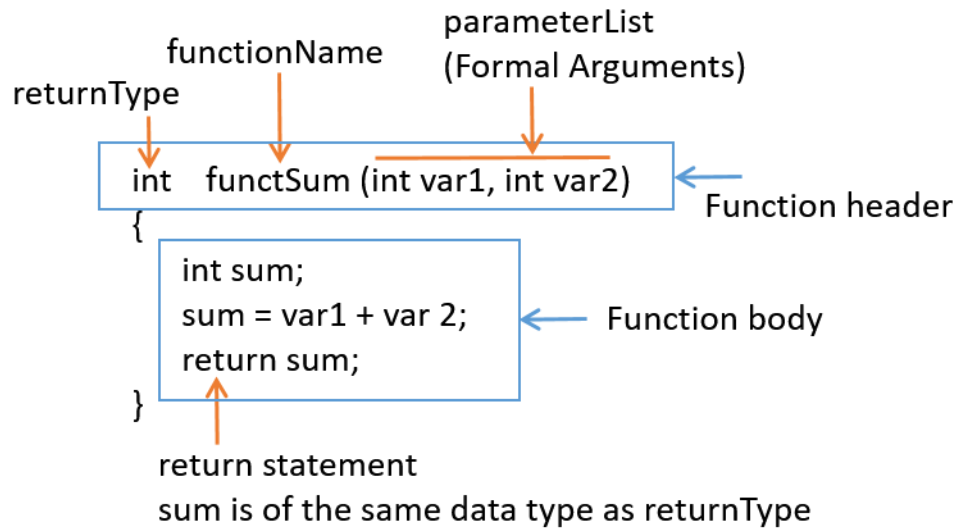 parameterList
(Formal Arguments)
functionName
returnType
int functSum (int var1, int var2)
Function header
{
int sum;
sum = var1 + var 2;
Function body
return sum;
}
return statement
sum is of the same data type as returnType